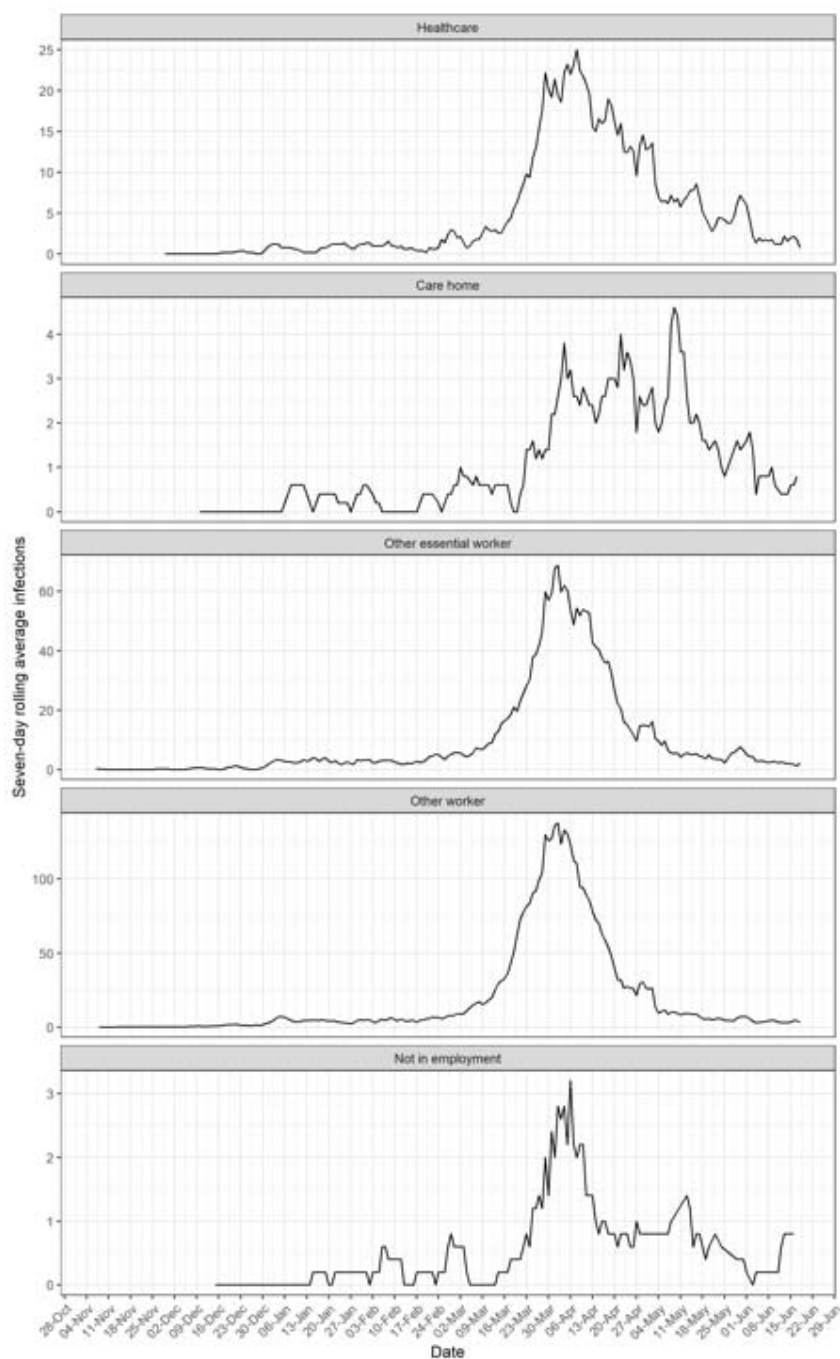 Healthcare
25
20
15
10
5
0
Care home
4
3
2
1
0
Other essential worker
60
40
20
0
Other worker
100
50
0
Not in employment
3
2
1
0
Seven-day rolling average infections
28-Oct
04-Nov
11-Nov
18-Nov
25-Nov
02-Dec
09-Dec
16-Dec
23-Dec
30-Dec
06-Jan
13-Jan
20-Jan
27-Jan
03-Feb
10-Feb
17-Feb
24-Feb
02-Mar
09-Mar
16-Mar
23-Mar
30-Mar
06-Apr
13-Apr
20-Apr
27-Apr
04-May
11-May
18-May
25-May
01-Jun
08-Jun
15-Jun
22-Jun
29-Jun
Date